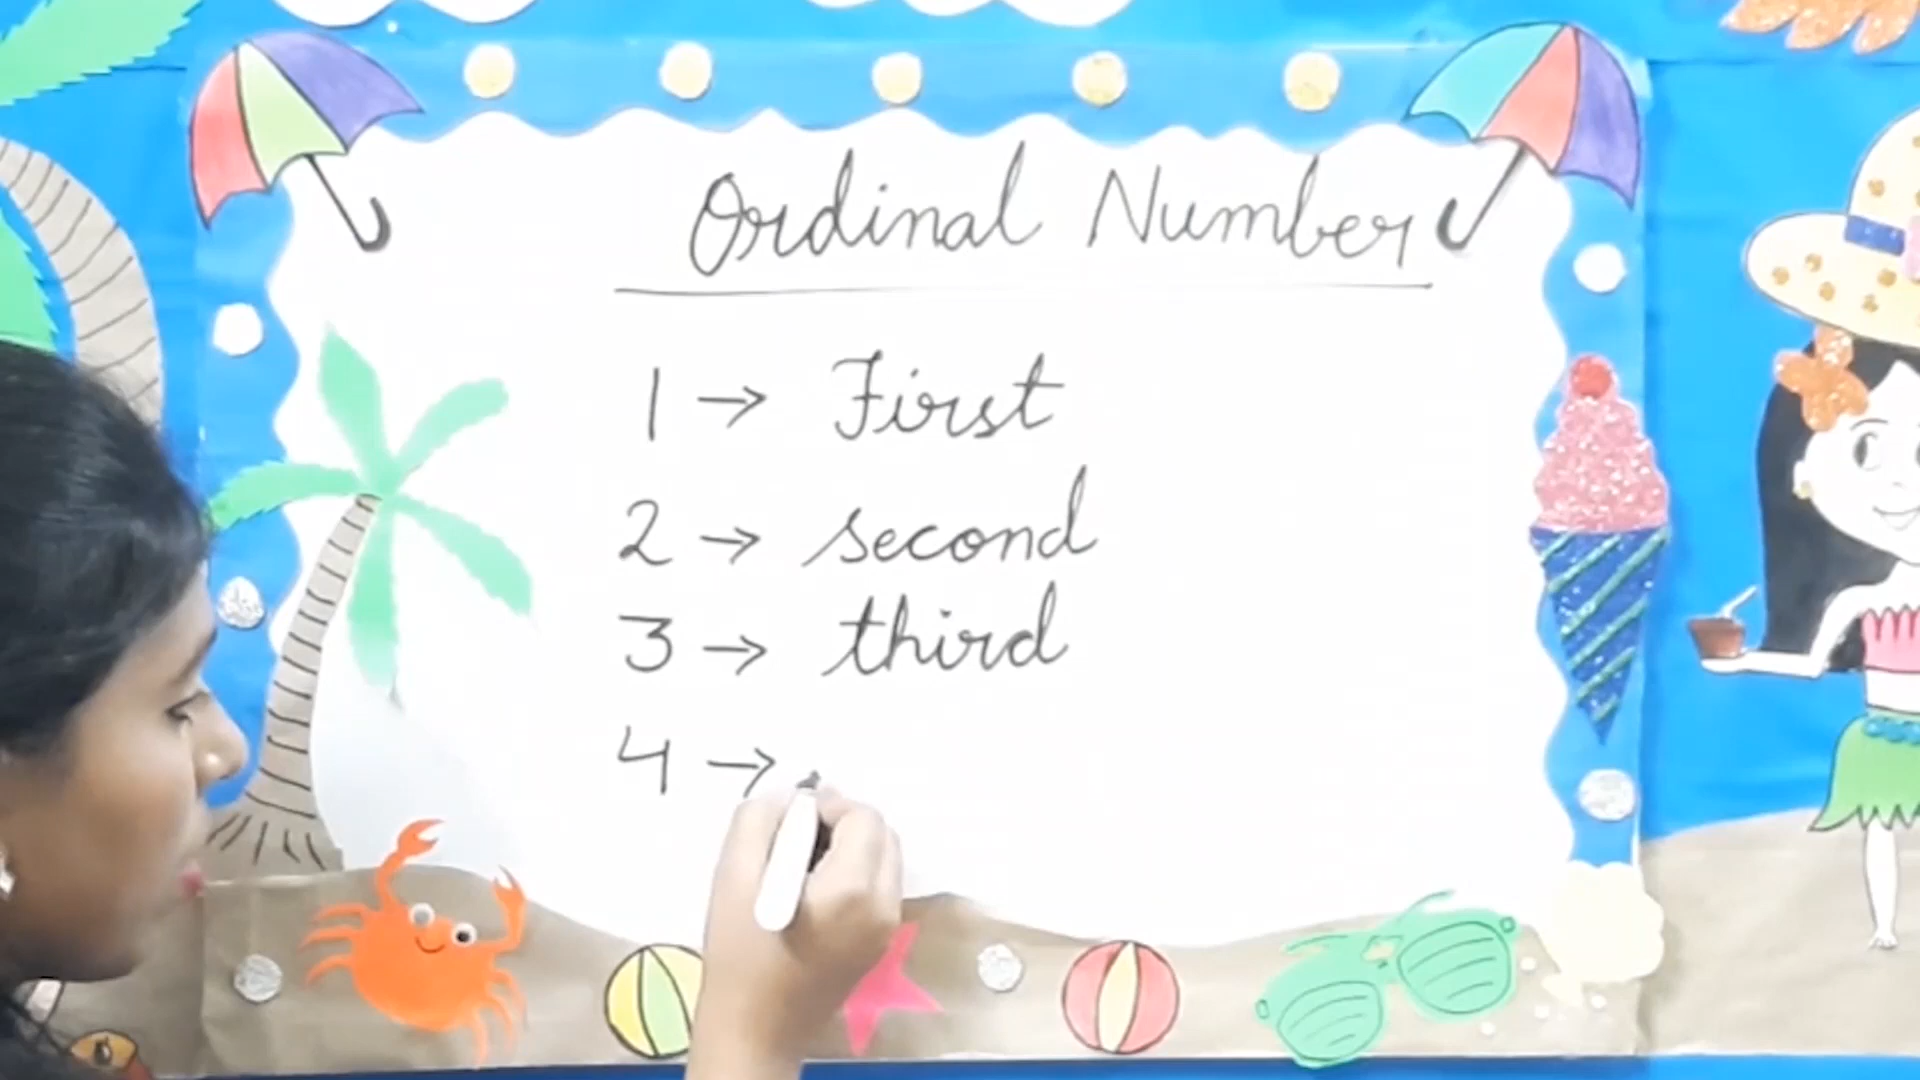 Ordinal Number
1 → First
2 → second
3 → third
4 →